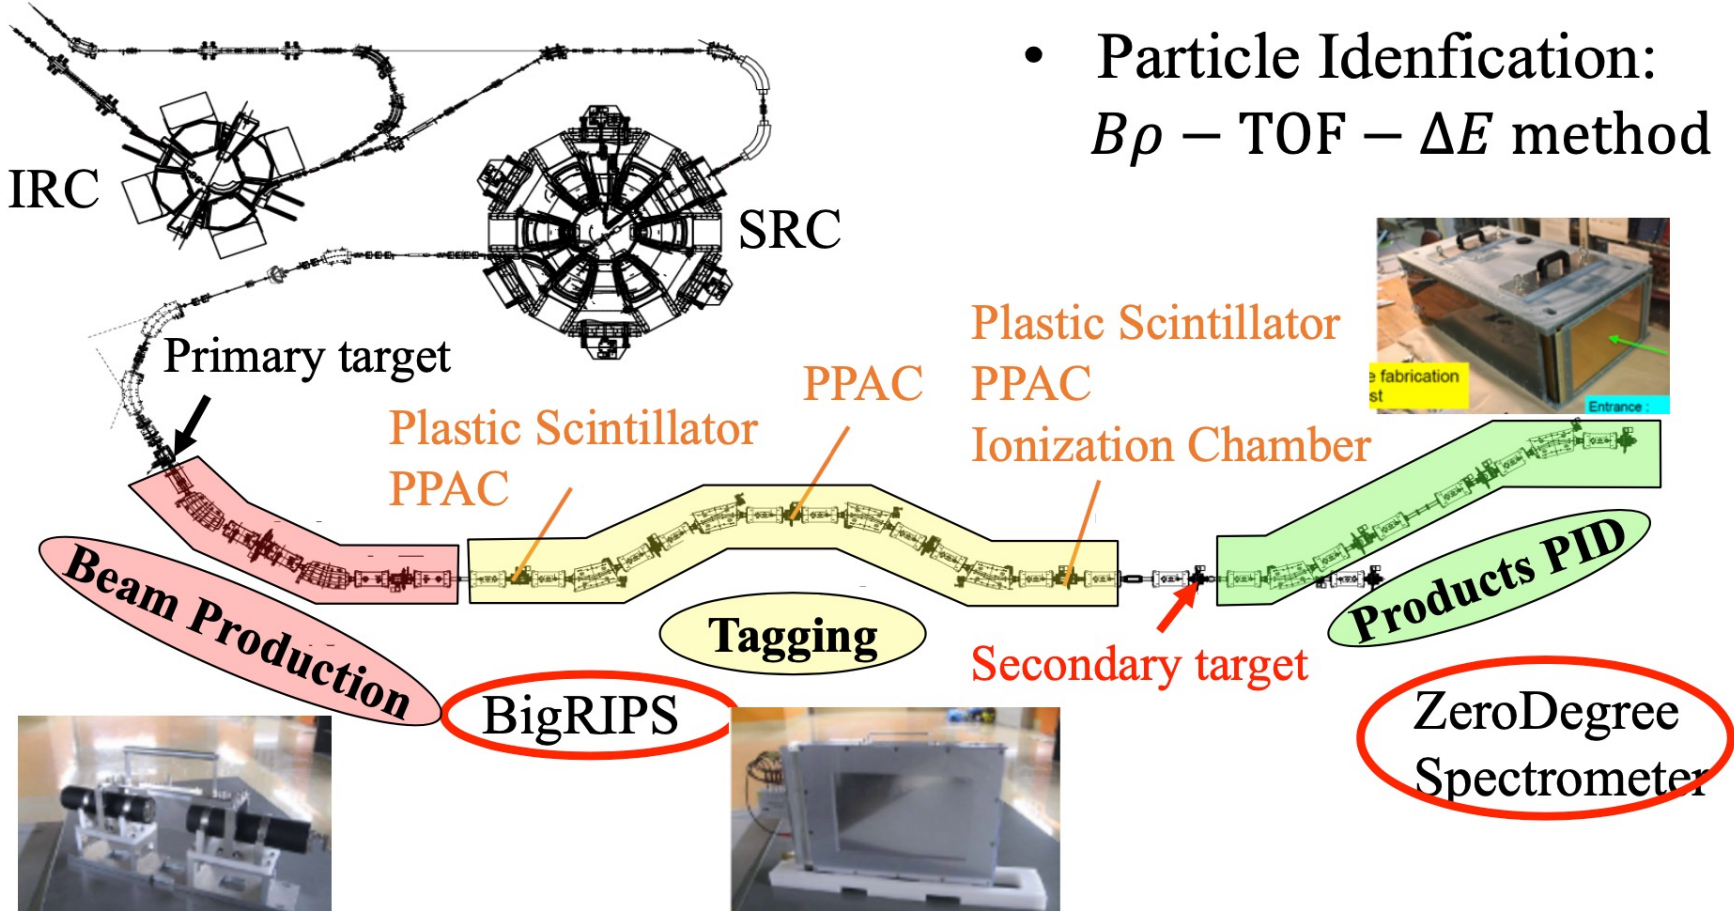 • Particle Idenfication:
Bρ − TOF − ΔE method
IRC
SRC
Primary target
Plastic Scintillator
PPAC
PPAC
Plastic Scintillator
PPAC
Ionization Chamber
e fabrication
st
Entrance :
Beam Production
Tagging
Products PID
Secondary target
BigRIPS
ZeroDegree
Spectrometer